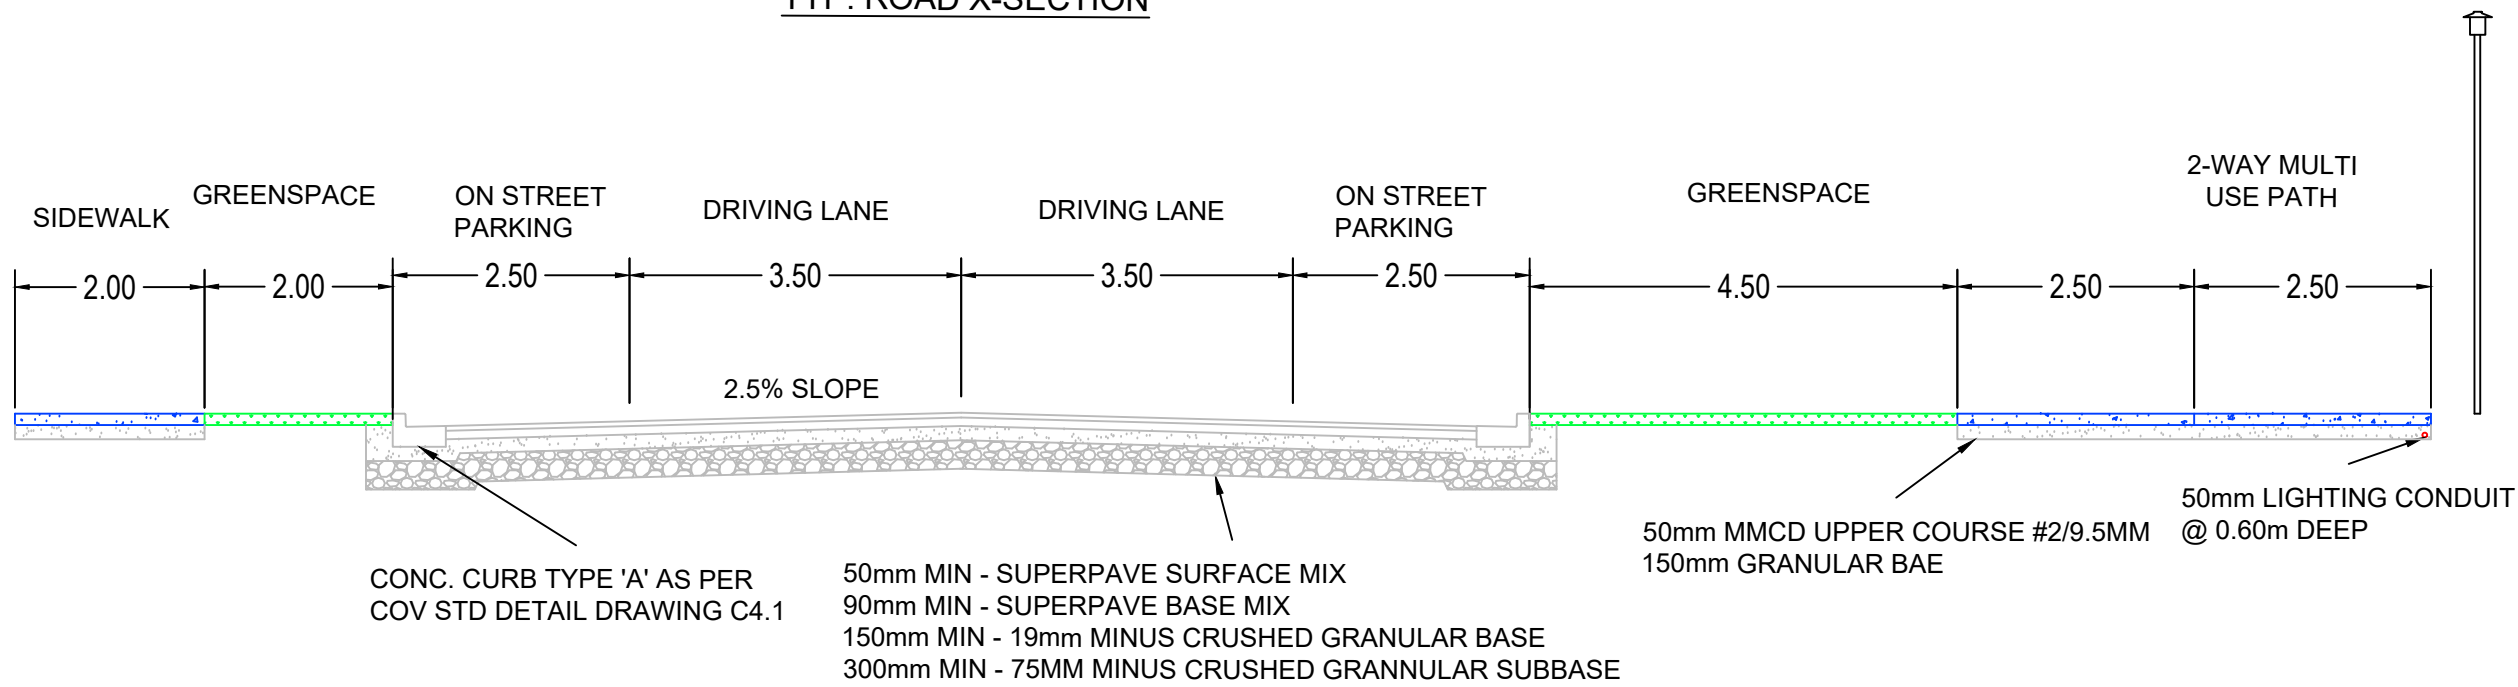 TYP. ROAD X-SECTION
SIDEWALK
GREENSPACE
ON STREET
PARKING
DRIVING LANE
DRIVING LANE
ON STREET
PARKING
GREENSPACE
2-WAY MULTI
USE PATH
2.00
2.00
2.50
3.50
3.50
2.50
4.50
2.50
2.50
2.5% SLOPE
CONC. CURB TYPE 'A' AS PER
COV STD DETAIL DRAWING C4.1
50mm MIN - SUPERPAVE SURFACE MIX
90mm MIN - SUPERPAVE BASE MIX
150mm MIN - 19mm MINUS CRUSHED GRANULAR BASE
300mm MIN - 75MM MINUS CRUSHED GRANNULAR SUBBASE
50mm MMCD UPPER COURSE #2/9.5MM
150mm GRANULAR BAE
50mm LIGHTING CONDUIT
@ 0.60m DEEP